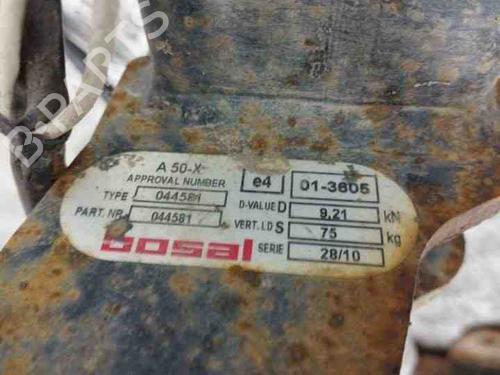 B PARTS
A 50-X
APPROVAL NUMBER e4 01-3605
TYPE 044581 D-VALUE D 9,21 kN
PART. NR. 044581 VERT. LD S 75 kg
bosal SERIE 28/10